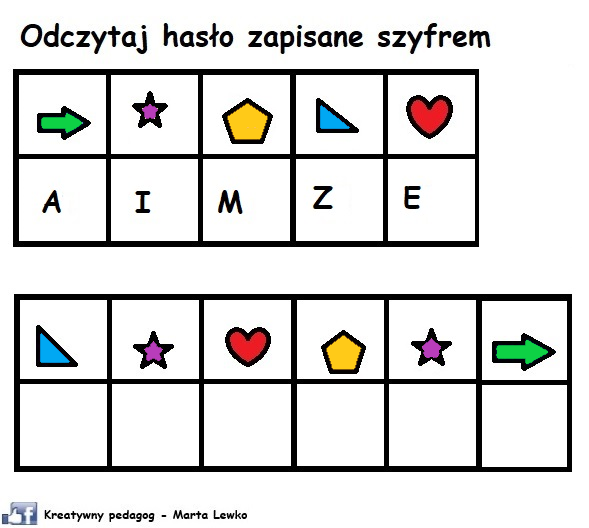 Odczytaj hasło zapisane szyfrem
A I M Z E
Kreatywny pedagog - Marta Lewko